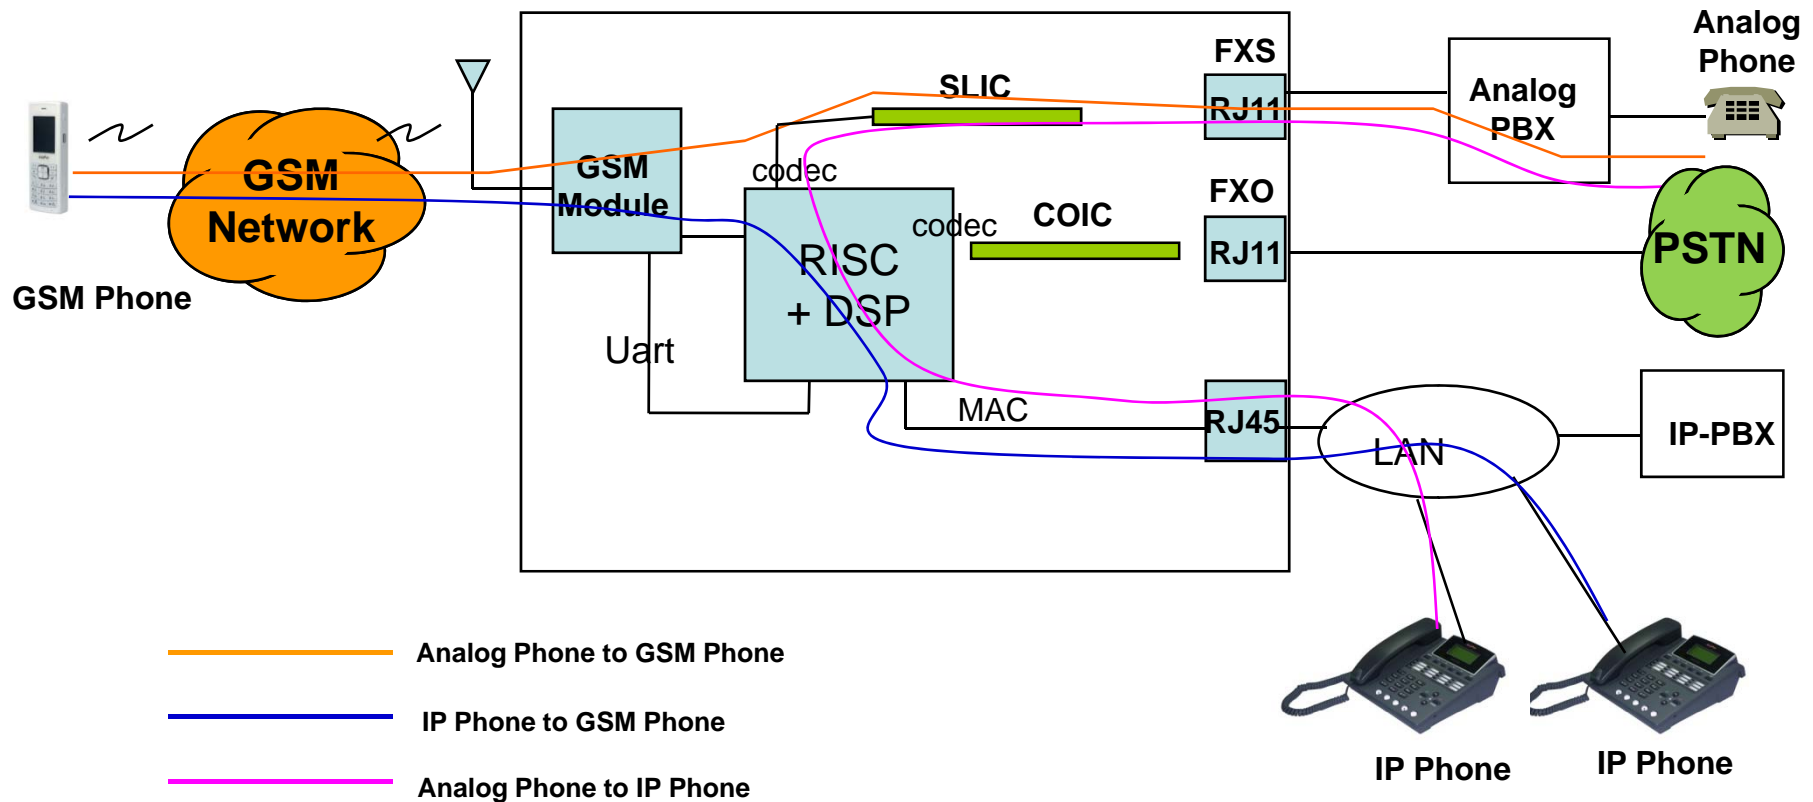 Analog
Phone
FXS
SLIC
RJ11
Analog
PBX
GSM
Network
GSM
Module
codec
codec
COIC
FXO
RJ11
PSTN
RISC
+ DSP
GSM Phone
Uart
MAC
RJ45
LAN
IP-PBX
Analog Phone to GSM Phone
IP Phone to GSM Phone
Analog Phone to IP Phone
IP Phone
IP Phone